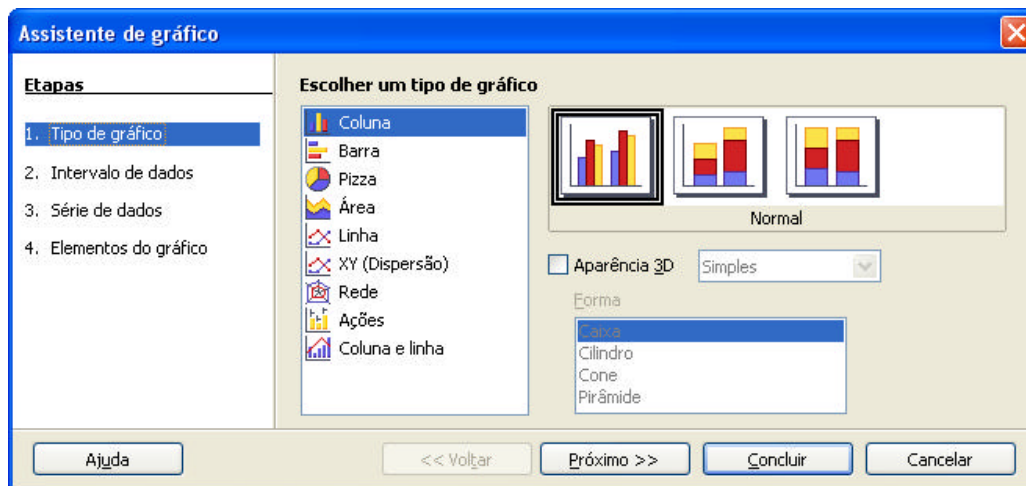 Assistente de gráfico
Etapas
1. Tipo de gráfico
2. Intervalo de dados
3. Série de dados
4. Elementos do gráfico
Escolher um tipo de gráfico
Coluna
Barra
Pizza
Área
Linha
XY (Dispersão)
Rede
Ações
Coluna e linha
Normal
Aparência 3D
Simples
Forma
Caixa
Cilindro
Cone
Pirâmide
Ajuda
<< Voltar
Próximo >>
Concluir
Cancelar